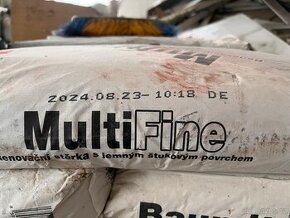 2024.08.23-10:18 DE
MultiFine
renovační stěrka s jemným štukovým povrchem